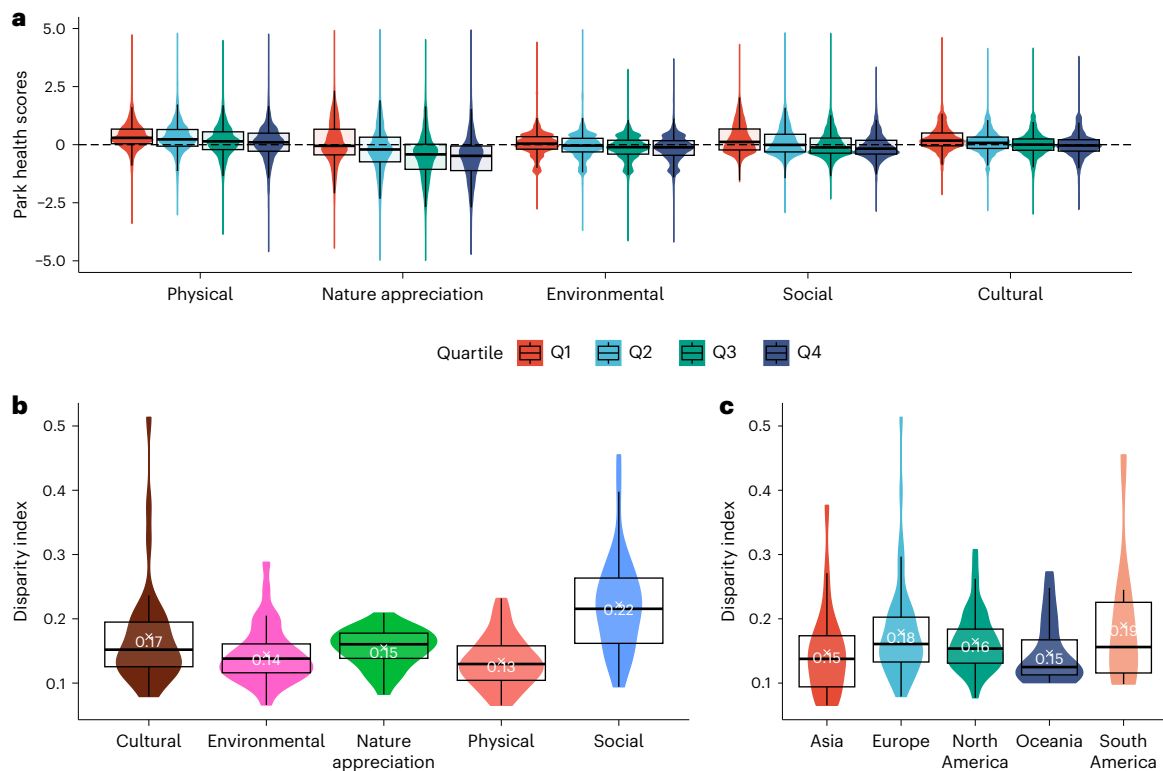 a
5.0
2.5
0
−2.5
−5.0
Park health scores
Physical
Nature appreciation
Environmental
Social
Cultural
Quartile
Q1
Q2
Q3
Q4
b
0.5
0.4
0.3
0.2
0.1
Disparity index
0.17
0.14
0.15
0.13
0.22
Cultural
Environmental
Nature
appreciation
Physical
Social
c
0.5
0.4
0.3
0.2
0.1
Disparity index
0.15
0.18
0.16
0.15
0.19
Asia
Europe
North
America
Oceania
South
America